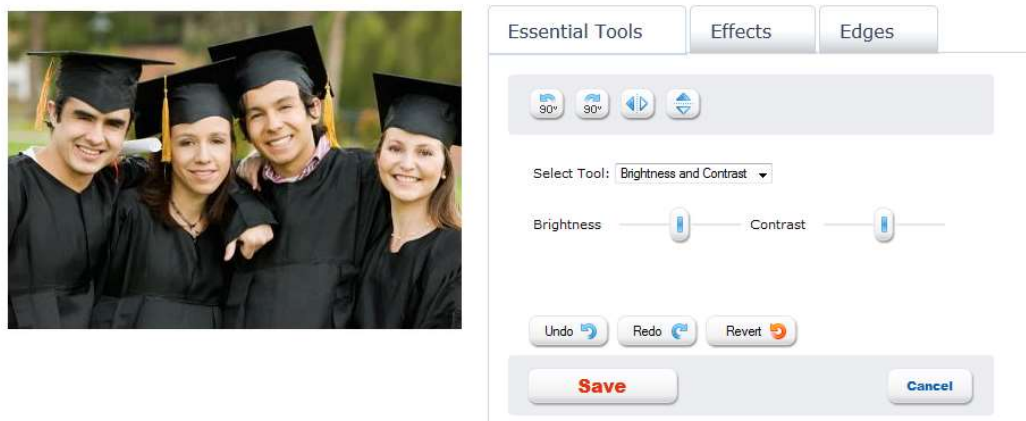 Essential Tools Effects Edges
90° 90°
Select Tool: Brightness and Contrast
Brightness Contrast
Undo Redo Revert
Save Cancel